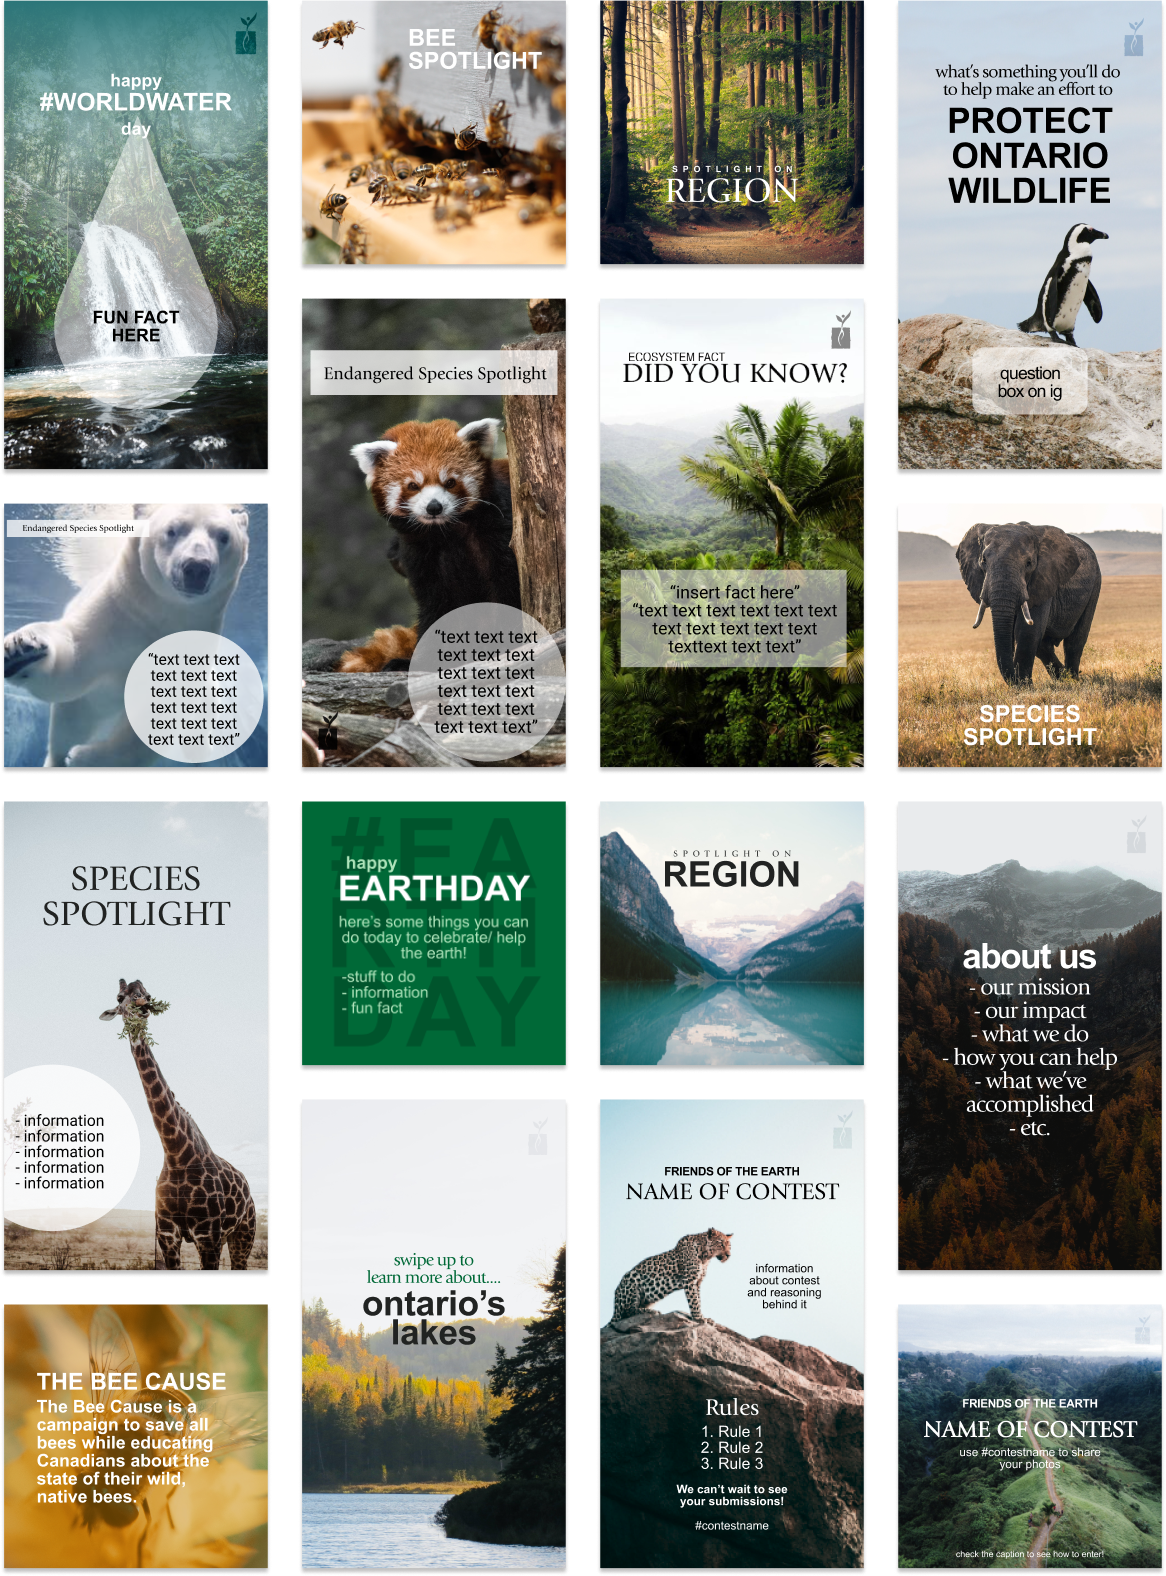 happy
#WORLDWATER
day
FUN FACT
HERE
BEE
SPOTLIGHT
SPOTLIGHT ON
REGION
what's something you'll do
to help make an effort to
PROTECT
ONTARIO
WILDLIFE
question
box on ig
Endangered Species Spotlight
"text text text
text text text
text text text
text text text
text text text
text text text"
ECOSYSTEM FACT
DID YOU KNOW?
"insert fact here"
"text text text text text text
text text text text text
texttext text text"
Endangered Species Spotlight
"text text text
text text text
text text text
text text text
text text text
text text text"
SPECIES
SPOTLIGHT
SPECIES
SPOTLIGHT
- information
- information
- information
- information
- information
#EA
RTH
DAY
happy
EARTHDAY
here's some things you can
do today to celebrate/ help
the earth!
-stuff to do
- information
- fun fact
SPOTLIGHT ON
REGION
about us
- our mission
- our impact
- what we do
- how you can help
- what we've
accomplished
- etc.
swipe up to
learn more about....
ontario's
lakes
FRIENDS OF THE EARTH
NAME OF CONTEST
information
about contest
and reasoning
behind it
Rules
1. Rule 1
2. Rule 2
3. Rule 3
We can't wait to see
your submissions!
#contestname
THE BEE CAUSE
The Bee Cause is a
campaign to save all
bees while educating
Canadians about the
state of their wild,
native bees.
FRIENDS OF THE EARTH
NAME OF CONTEST
use #contestname to share
your photos
check the caption to see how to enter!